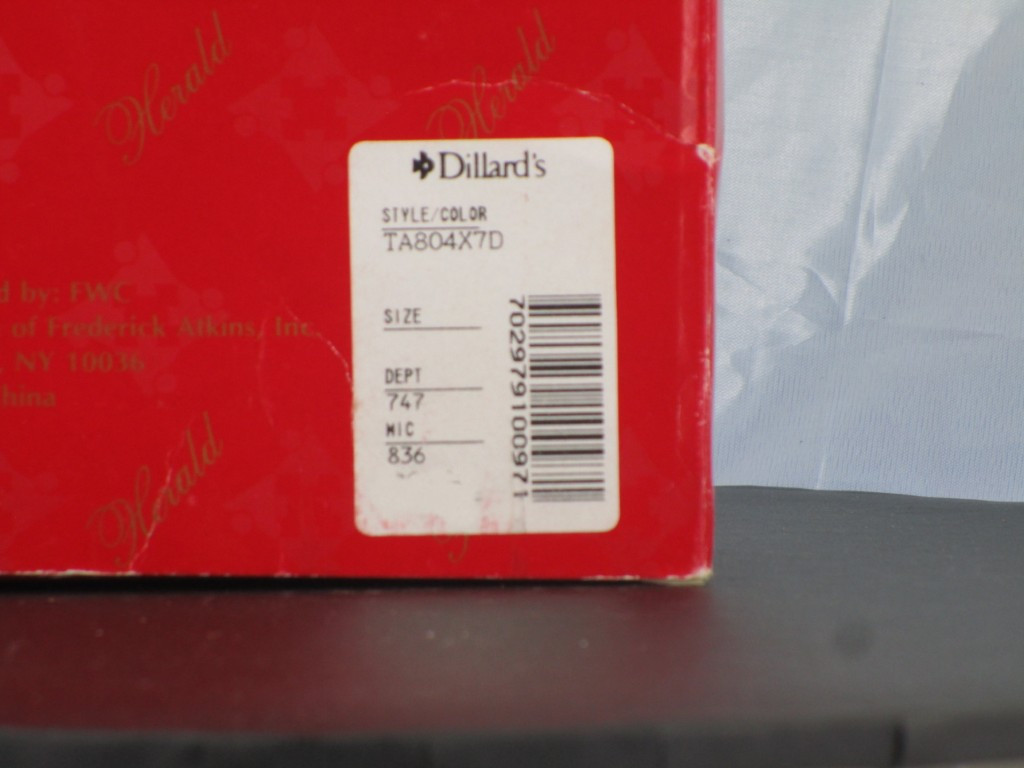 Herald
Herald
Dillard's
STYLE/COLOR
TA804X7D
SIZE
DEPT
747
MIC
836
702979100971
d by: FWC
of Frederick Atkins, Inc.
, NY 10036
hina
Herald